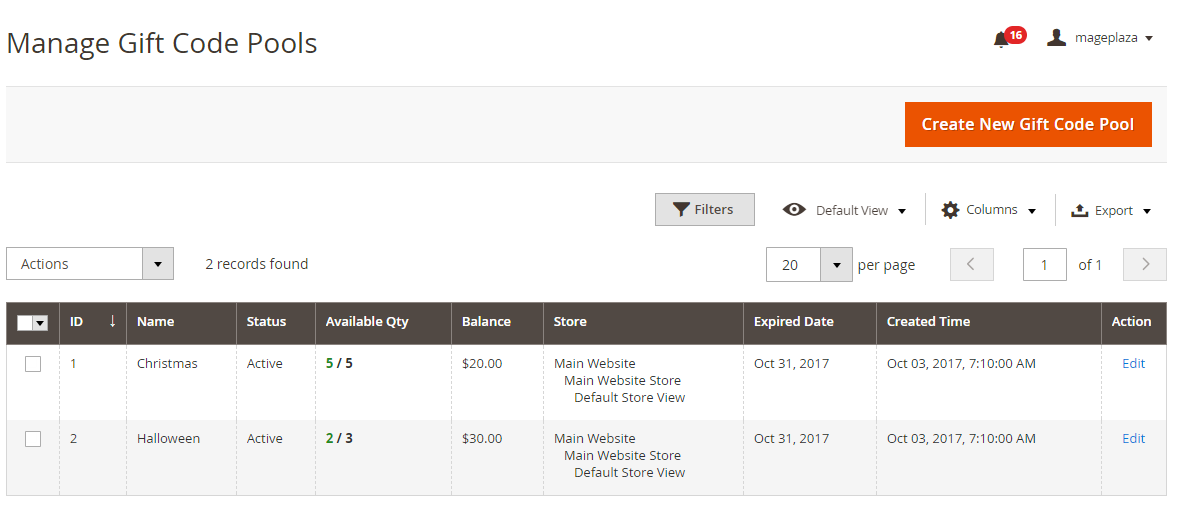 Manage Gift Code Pools
16
mageplaza
Create New Gift Code Pool
Filters
Default View
Columns
Export
Actions
2 records found
20
per page
1
of 1
ID ↓ Name Status Available Qty Balance Store Expired Date Created Time Action
1 Christmas Active 5 / 5 $20.00 Main Website Oct 31, 2017 Oct 03, 2017, 7:10:00 AM Edit
Main Website Store
Default Store View
2 Halloween Active 2 / 3 $30.00 Main Website Oct 31, 2017 Oct 03, 2017, 7:10:00 AM Edit
Main Website Store
Default Store View